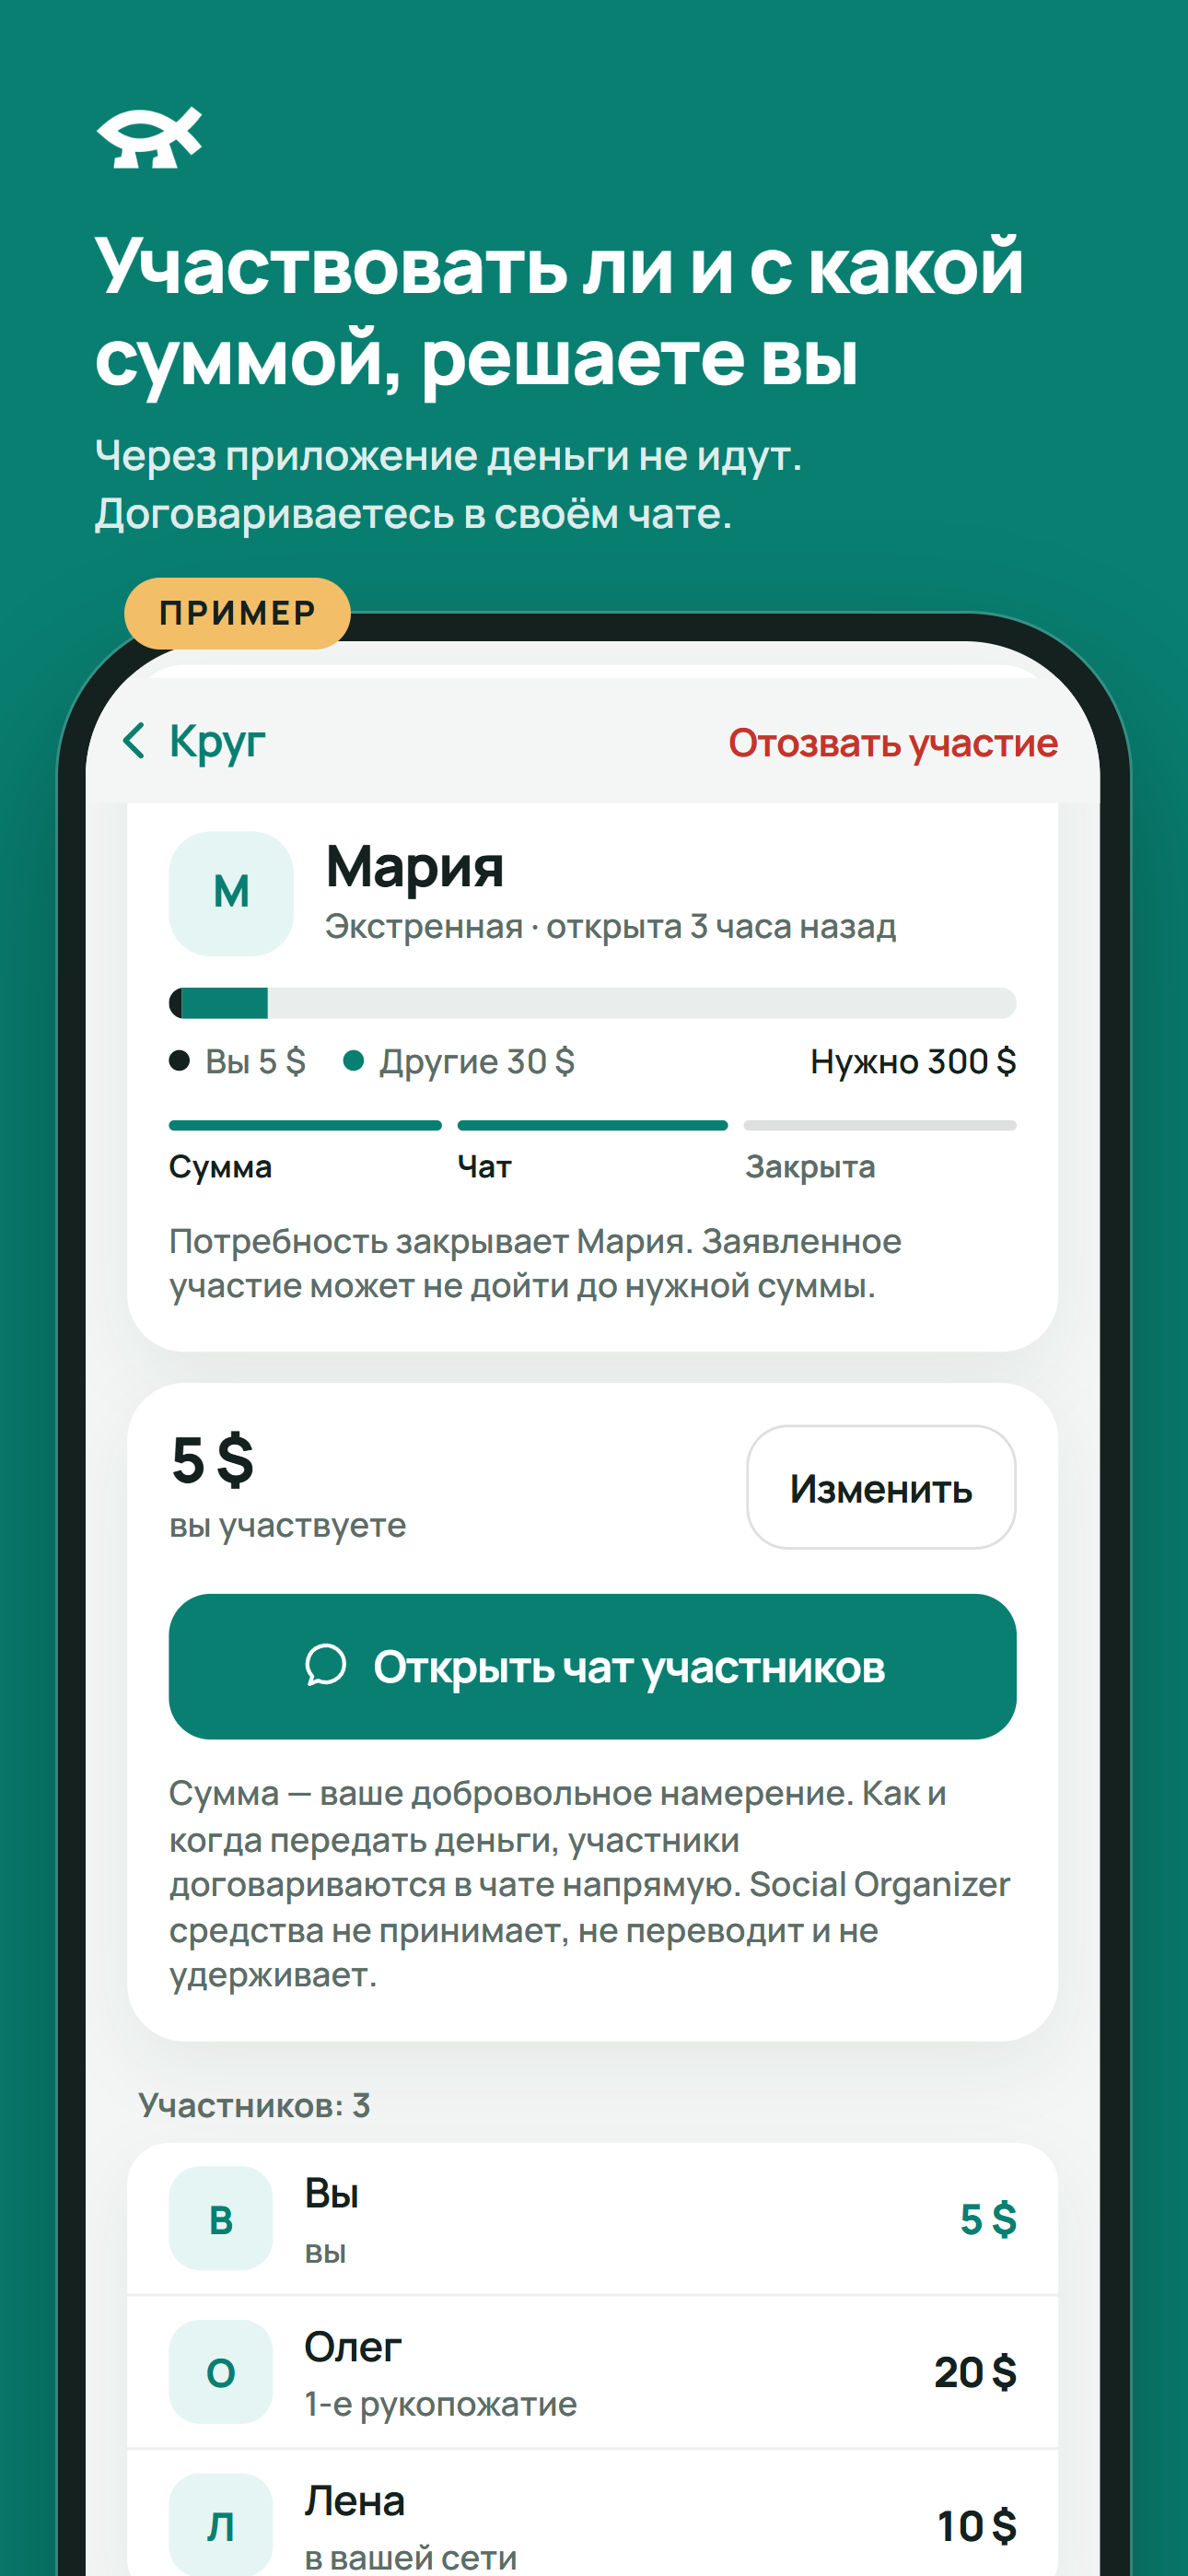 Участвовать ли и с какой
суммой, решаете вы
Через приложение деньги не идут.
Договариваетесь в своём чате.
ПРИМЕР
Круг
Отозвать участие
М
Мария
Экстренная · открыта 3 часа назад
Вы 5 $ Другие 30 $ Нужно 300 $
Сумма Чат Закрыта
Потребность закрывает Мария. Заявленное
участие может не дойти до нужной суммы.
5 $
вы участвуете
Изменить
Открыть чат участников
Сумма — ваше добровольное намерение. Как и
когда передать деньги, участники
договариваются в чате напрямую. Social Organizer
средства не принимает, не переводит и не
удерживает.
Участников: 3
В
Вы
вы
5 $
О
Олег
1-е рукопожатие
20 $
Л
Лена
в вашей сети
10 $